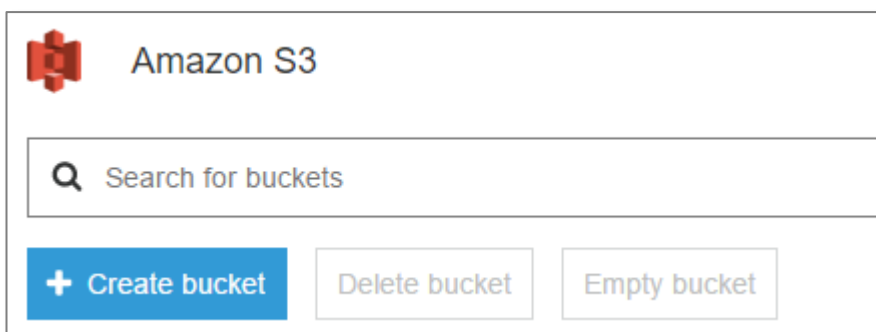 Amazon S3
Search for buckets
Create bucket Delete bucket Empty bucket